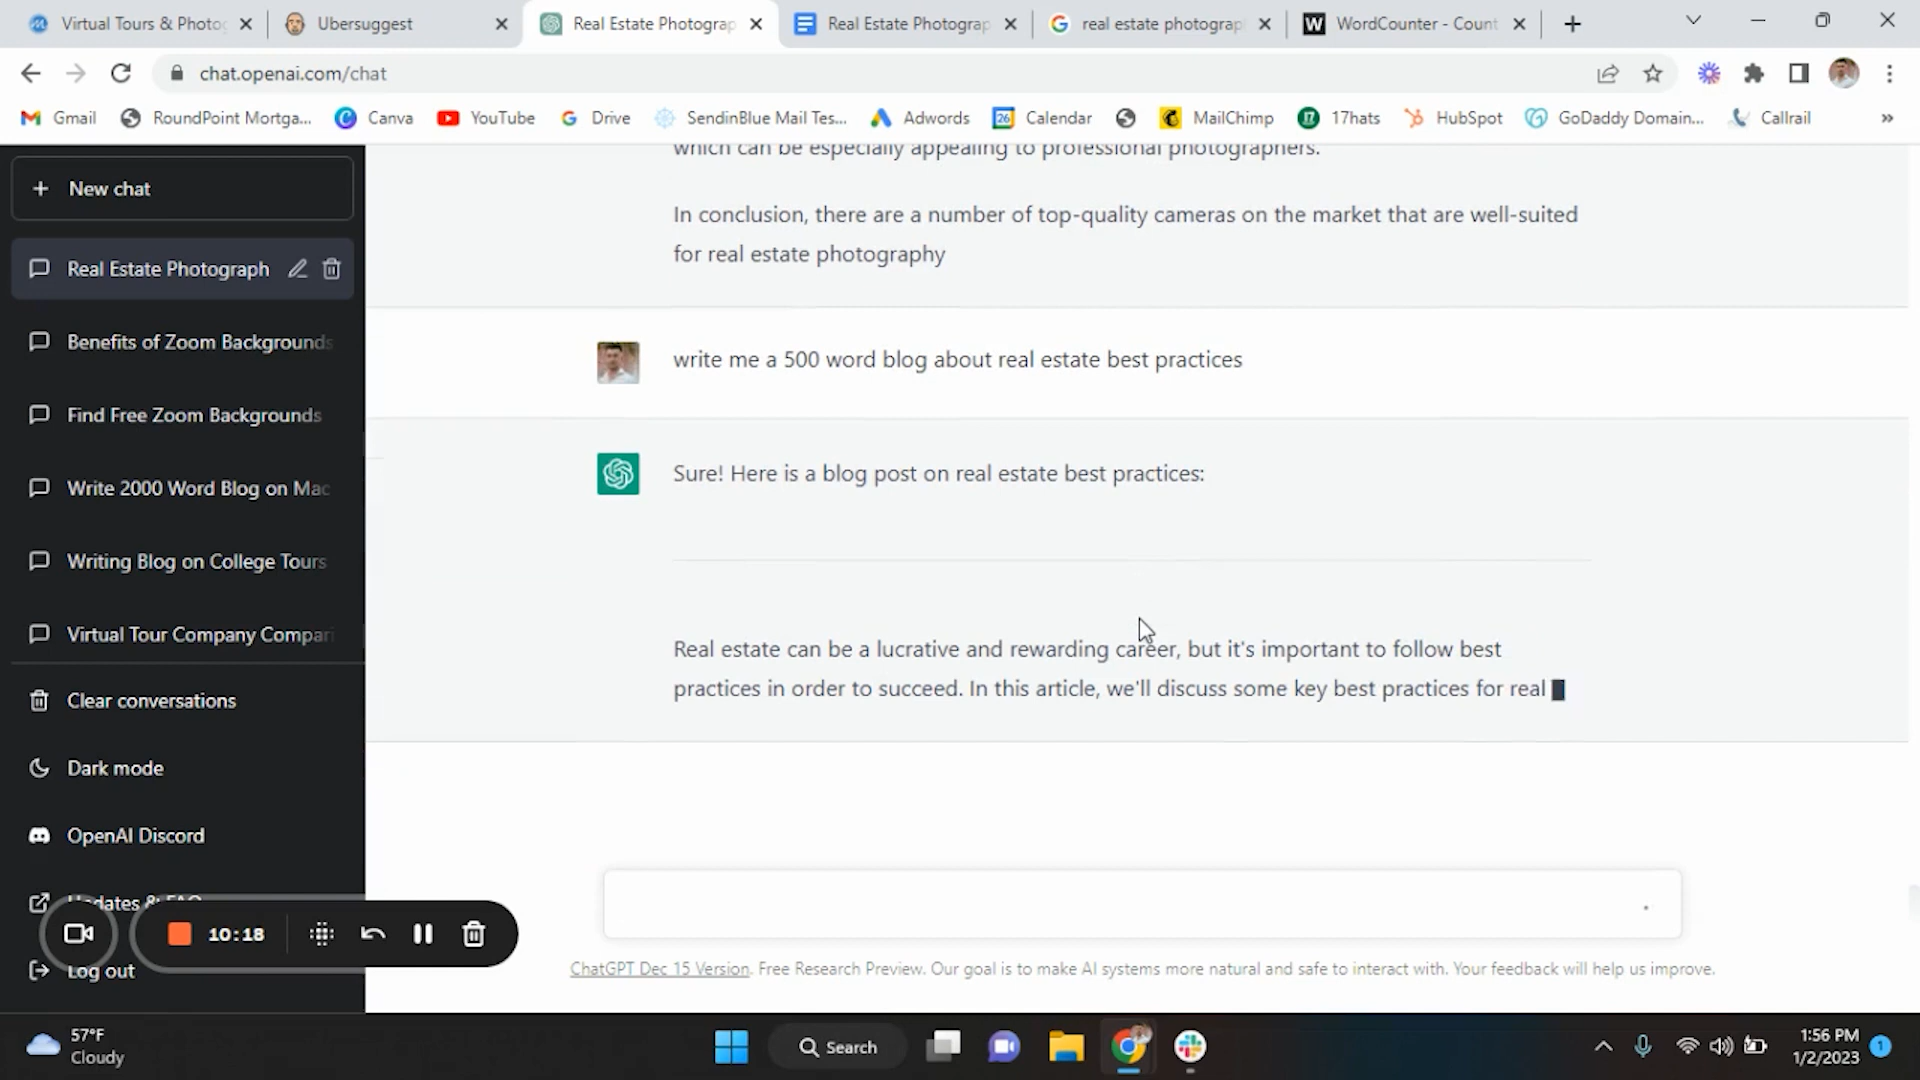 Virtual Tours & Photo
Ubersuggest
Real Estate Photograp
Real Estate Photograp
real estate photograp
WordCounter - Count
chat.openai.com/chat
Gmail
RoundPoint Mortga...
Canva
YouTube
Drive
SendinBlue Mail Tes...
Adwords
26
Calendar
MailChimp
17
17hats
HubSpot
GoDaddy Domain...
Callrail
»
+ New chat
Real Estate Photograph
Benefits of Zoom Backgrounds
Find Free Zoom Backgrounds
Write 2000 Word Blog on Mac
Writing Blog on College Tours
Virtual Tour Company Compari
Clear conversations
Dark mode
OpenAI Discord
Updates & FAQ
Log out
10:18
which can be especially appealing to professional photographers.
In conclusion, there are a number of top-quality cameras on the market that are well-suited
for real estate photography
write me a 500 word blog about real estate best practices
Sure! Here is a blog post on real estate best practices:
Real estate can be a lucrative and rewarding career, but it's important to follow best
practices in order to succeed. In this article, we'll discuss some key best practices for real
ChatGPT Dec 15 Version. Free Research Preview. Our goal is to make AI systems more natural and safe to interact with. Your feedback will help us improve.
57°F
Cloudy
Search
1:56 PM
1/2/2023
1